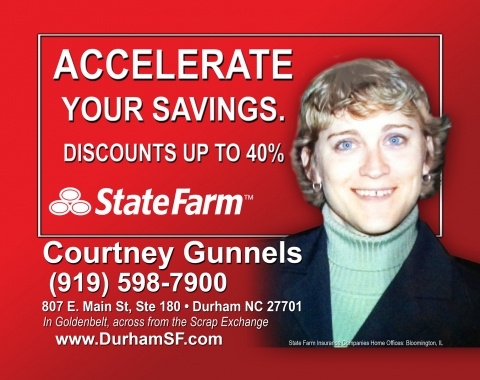 ACCELERATE
YOUR SAVINGS.
DISCOUNTS UP TO 40%
StateFarm™
Courtney Gunnels
(919) 598-7900
807 E. Main St, Ste 180 • Durham NC 27701
In Goldenbelt, across from the Scrap Exchange
www.DurhamSF.com
State Farm Insurance Companies Home Offices: Bloomington, IL